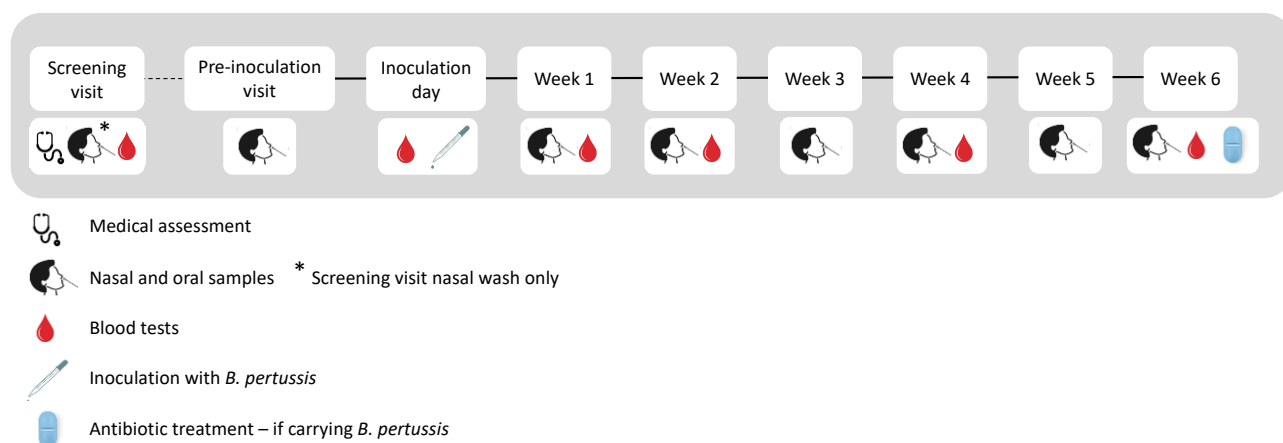 Screening
visit
Pre-inoculation
visit
Inoculation
day
Week 1
Week 2
Week 3
Week 4
Week 5
Week 6
*
Medical assessment
Nasal and oral samples * Screening visit nasal wash only
Blood tests
Inoculation with B. pertussis
Antibiotic treatment – if carrying B. pertussis